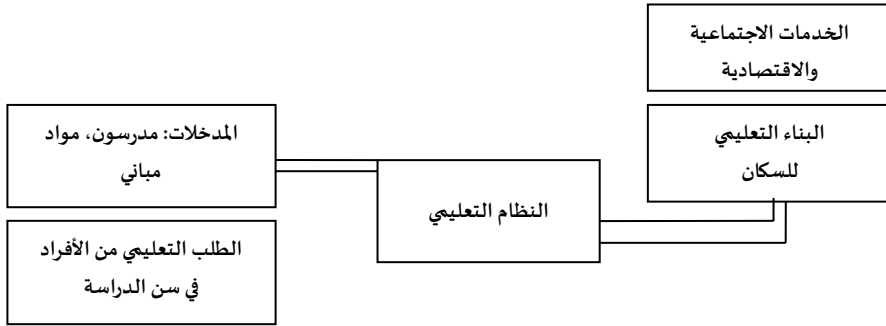 الخدمات الاجتماعية
والاقتصادية
البناء التعليمي
للسكان
المدخلات: مدرسون، مواد
مباني
النظام التعليمي
الطلب التعليمي من الأفراد
في سن الدراسة